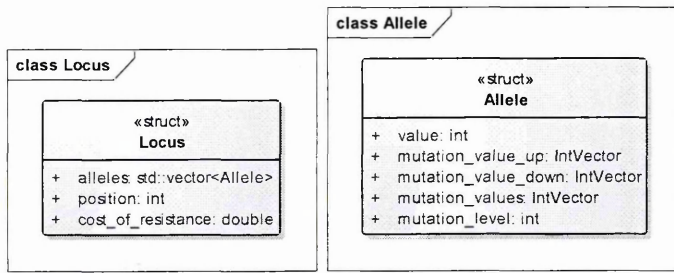 class Locus
«struct»
Locus
+ alleles: std::vector<Allele>
+ position: int
+ cost_of_resistance: double
class Allele
«struct»
Allele
+ value: int
+ mutation_value_up: IntVector
+ mutation_value_down: IntVector
+ mutation_values: IntVector
+ mutation_level: int